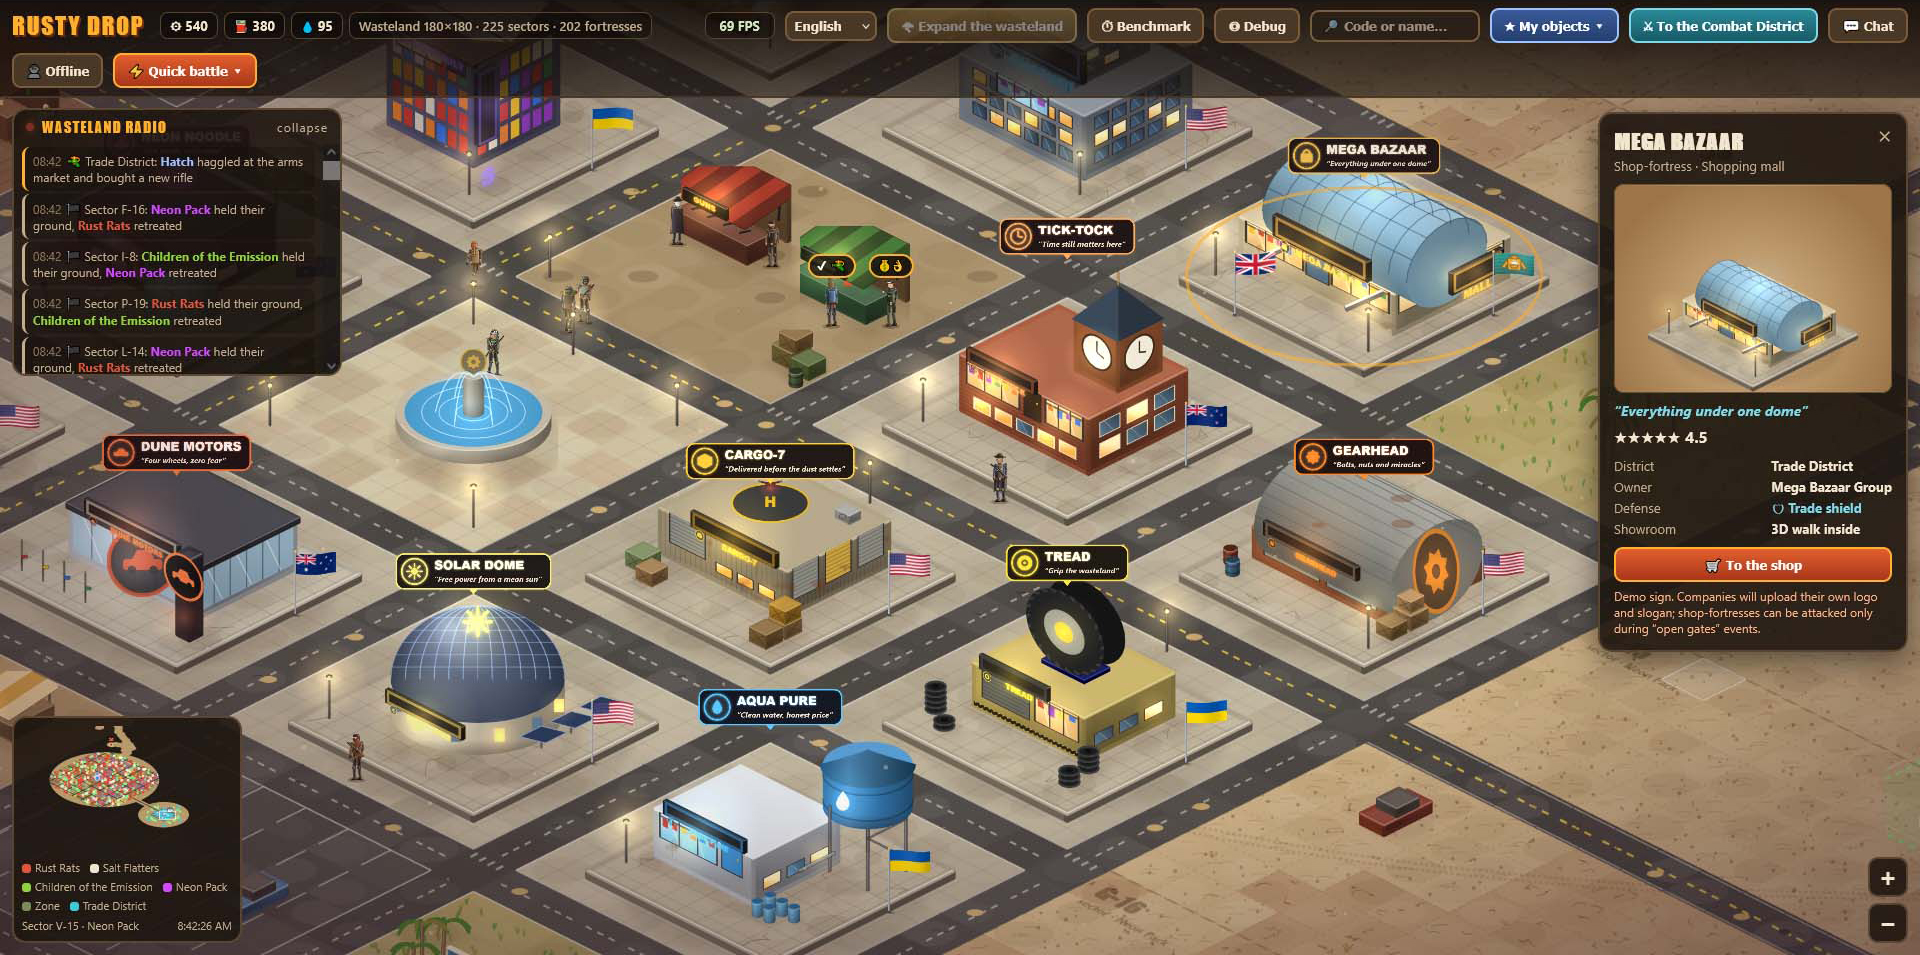 RUSTY DROP
540
380
95
Wasteland 180×180 · 225 sectors · 202 fortresses
69 FPS
English
Expand the wasteland
Benchmark
Debug
Code or name...
My objects
To the Combat District
Chat
Offline
Quick battle
WASTELAND RADIO
collapse
08:42 Trade District: Hatch haggled at the arms
market and bought a new rifle
08:42 Sector F-16: Neon Pack held their
ground, Rust Rats retreated
08:42 Sector I-8: Children of the Emission held
their ground, Neon Pack retreated
08:42 Sector P-19: Rust Rats held their ground,
Children of the Emission retreated
08:42 Sector L-14: Neon Pack held their
ground, Rust Rats retreated
GUNS
MEGA BAZAAR
"Everything under one dome"
MALL
TICK-TOCK
"Time still matters here"
DUNE MOTORS
"Four wheels, zero fear"
CARGO-7
"Delivered before the dust settles"
H
CARGO-7
GEARHEAD
"Bolts, nuts and miracles"
GEARHEAD
SOLAR DOME
"Free power from a mean sun"
TREAD
"Grip the wasteland"
TREAD
AQUA PURE
"Clean water, honest price"
G-16
MEGA BAZAAR
Shop-fortress · Shopping mall
"Everything under one dome"
★★★★★ 4.5
District Trade District
Owner Mega Bazaar Group
Defense Trade shield
Showroom 3D walk inside
To the shop
Demo sign. Companies will upload their own logo
and slogan; shop-fortresses can be attacked only
during "open gates" events.
Rust Rats Salt Flatters
Children of the Emission Neon Pack
Zone Trade District
Sector V-15 · Neon Pack 8:42:26 AM
+
−